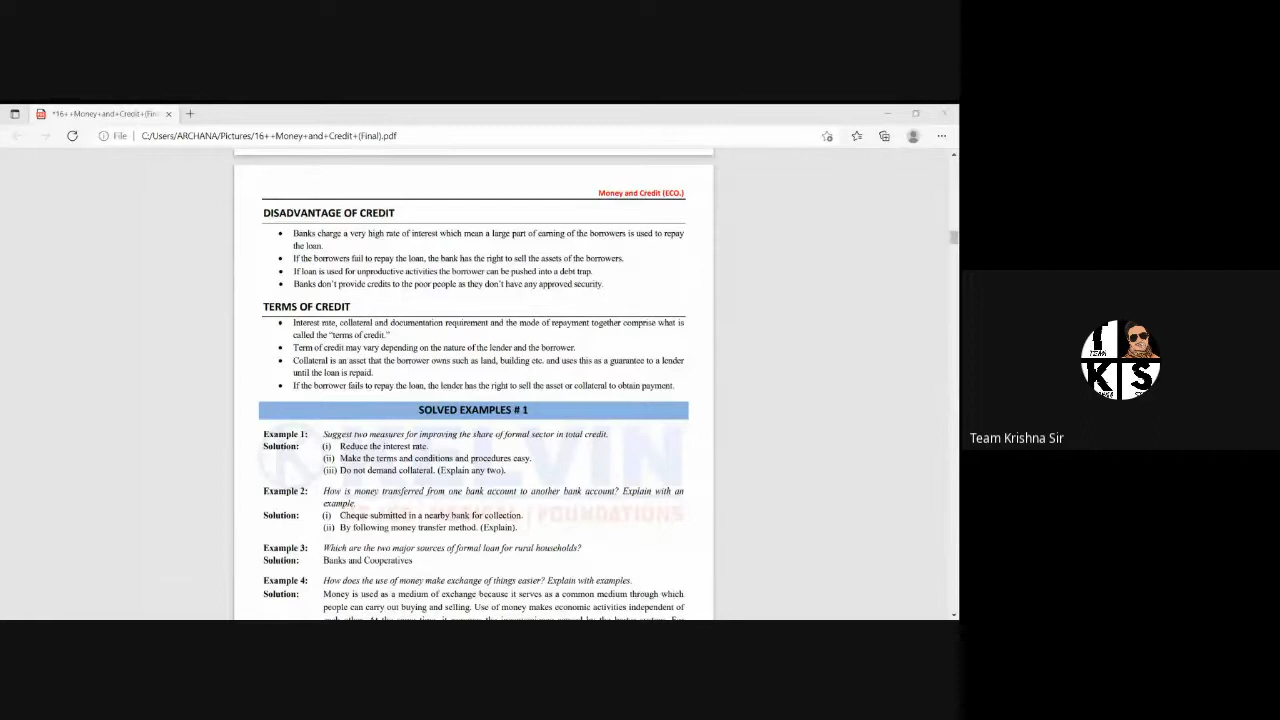 *16++Money+and+Credit+(Fin
File
C:/Users/ARCHANA/Pictures/16++Money+and+Credit+(Final).pdf
Money and Credit (ECO.)
DISADVANTAGE OF CREDIT
• Banks charge a very high rate of interest which mean a large part of earning of the borrowers is used to repay
the loan.
• If the borrowers fail to repay the loan, the bank has the right to sell the assets of the borrowers.
• If loan is used for unproductive activities the borrower can be pushed into a debt trap.
• Banks don't provide credits to the poor people as they don't have any approved security.
TERMS OF CREDIT
• Interest rate, collateral and documentation requirement and the mode of repayment together comprise what is
called the "terms of credit."
• Term of credit may vary depending on the nature of the lender and the borrower.
• Collateral is an asset that the borrower owns such as land, building etc. and uses this as a guarantee to a lender
until the loan is repaid.
• If the borrower fails to repay the loan, the lender has the right to sell the asset or collateral to obtain payment.
SOLVED EXAMPLES # 1
Example 1: Suggest two measures for improving the share of formal sector in total credit.
Solution: (i) Reduce the interest rate.
(ii) Make the terms and conditions and procedures easy.
(iii) Do not demand collateral. (Explain any two).
Example 2: How is money transferred from one bank account to another bank account? Explain with an
example.
Solution: (i) Cheque submitted in a nearby bank for collection.
(ii) By following money transfer method. (Explain).
Example 3: Which are the two major sources of formal loan for rural households?
Solution: Banks and Cooperatives
Example 4: How does the use of money make exchange of things easier? Explain with examples.
Solution: Money is used as a medium of exchange because it serves as a common medium through which
people can carry out buying and selling. Use of money makes economic activities independent of
KELVIN
FOUNDATIONS
TEAM
K S
Team Krishna Sir